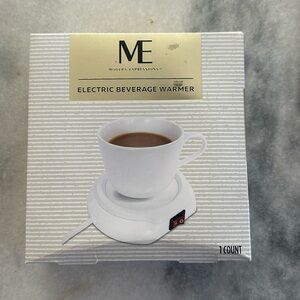 ME
MODERN EXPRESSIONS
ELECTRIC BEVERAGE WARMER
1 COUNT